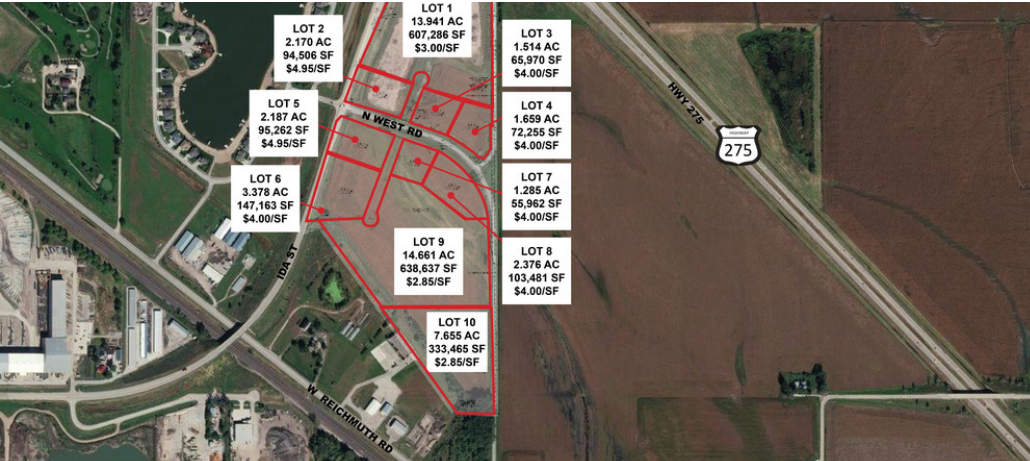 LOT 1
13.941 AC
607,286 SF
$3.00/SF
LOT 2
2.170 AC
94,506 SF
$4.95/SF
LOT 3
1.514 AC
65,970 SF
$4.00/SF
LOT 5
2.187 AC
95,262 SF
$4.95/SF
LOT 4
1.659 AC
72,255 SF
$4.00/SF
N WEST RD
HWY 275
275
LOT 6
3.378 AC
147,163 SF
$4.00/SF
LOT 7
1.285 AC
55,962 SF
$4.00/SF
LOT 9
14.661 AC
638,637 SF
$2.85/SF
LOT 8
2.376 AC
103,481 SF
$4.00/SF
IDA ST
LOT 10
7.655 AC
333,465 SF
$2.85/SF
W REICHMUTH RD